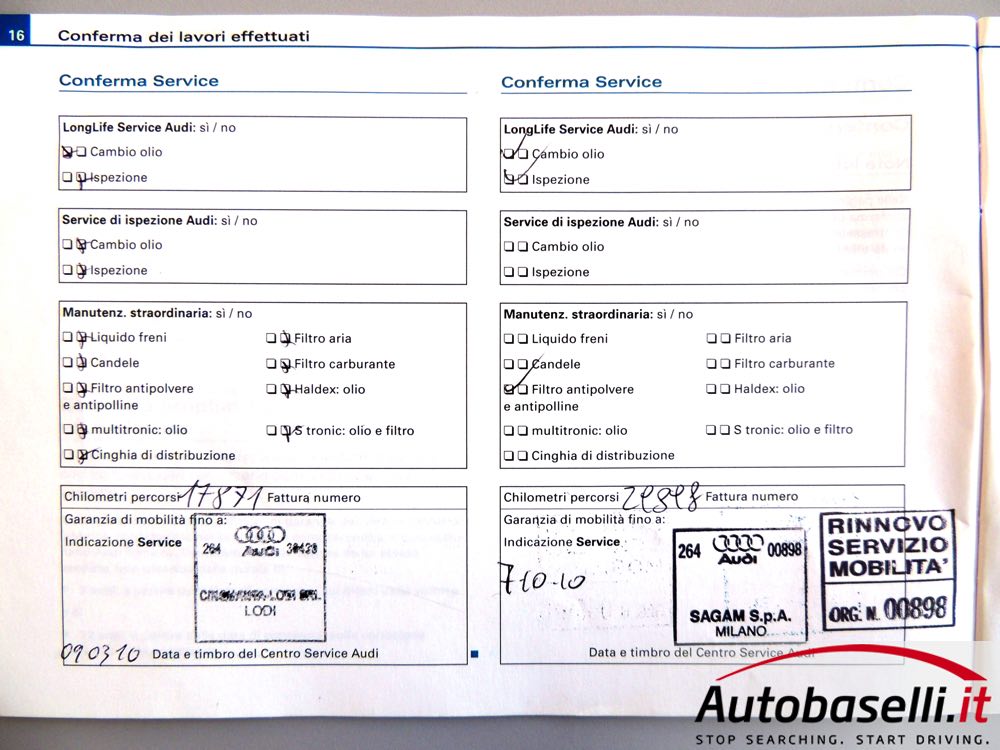 16 Conferma dei lavori effettuati
Conferma Service
LongLife Service Audi: sì / no
Cambio olio
Ispezione
Service di ispezione Audi: sì / no
Cambio olio
Ispezione
Manutenz. straordinaria: sì / no
Liquido freni Filtro aria
Candele Filtro carburante
Filtro antipolvere Haldex: olio
e antipolline
multitronic: olio S tronic: olio e filtro
Cinghia di distribuzione
Chilometri percorsi 17871 Fattura numero
Garanzia di mobilità fino a:
Indicazione Service
264 Audi
LODI
090310 Data e timbro del Centro Service Audi
Conferma Service
LongLife Service Audi: sì / no
Cambio olio
Ispezione
Service di ispezione Audi: sì / no
Cambio olio
Ispezione
Manutenz. straordinaria: sì / no
Liquido freni Filtro aria
Candele Filtro carburante
Filtro antipolvere Haldex: olio
e antipolline
multitronic: olio S tronic: olio e filtro
Cinghia di distribuzione
Chilometri percorsi Fattura numero
Garanzia di mobilità fino a:
Indicazione Service
7 10-10
264 Audi 00898
SAGAM S.p.A.
MILANO
RINNOVO
SERVIZIO
MOBILITA'
ORG. N. 00898
Data e timbro del Centro Service Audi
Autobaselli.it
STOP SEARCHING. START DRIVING.